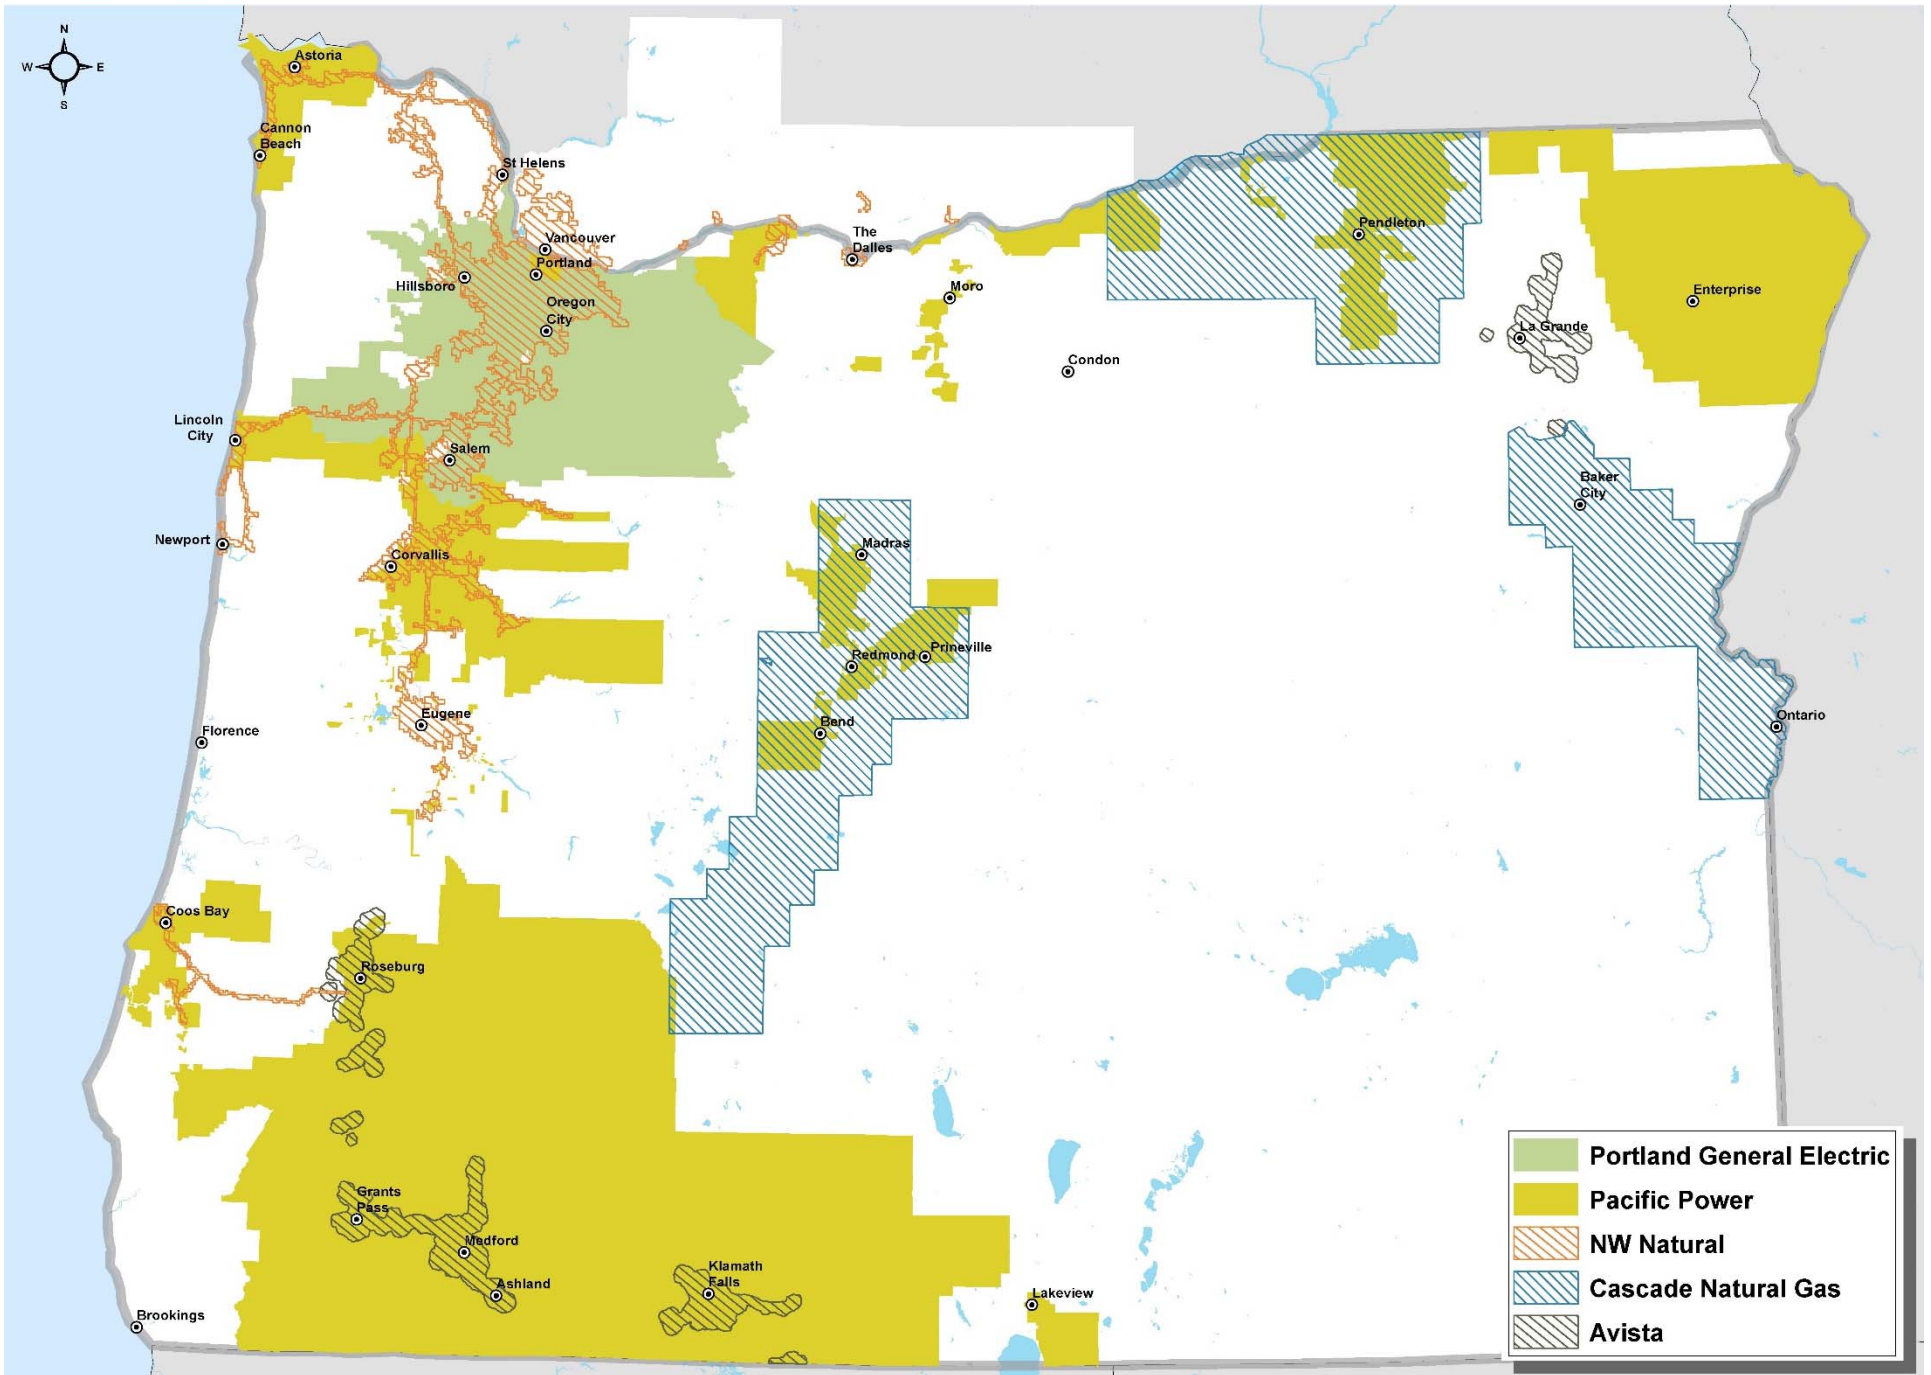 N
W
E
S
Astoria
Cannon
Beach
St Helens
Vancouver
Portland
Hillsboro
Oregon
City
The
Dalles
Moro
Condon
Pendleton
Enterprise
La Grande
Lincoln
City
Salem
Baker
City
Newport
Corvallis
Madras
Redmond
Prineville
Bend
Eugene
Florence
Ontario
Coos Bay
Roseburg
Grants
Pass
Medford
Ashland
Klamath
Falls
Lakeview
Brookings
Portland General Electric
Pacific Power
NW Natural
Cascade Natural Gas
Avista